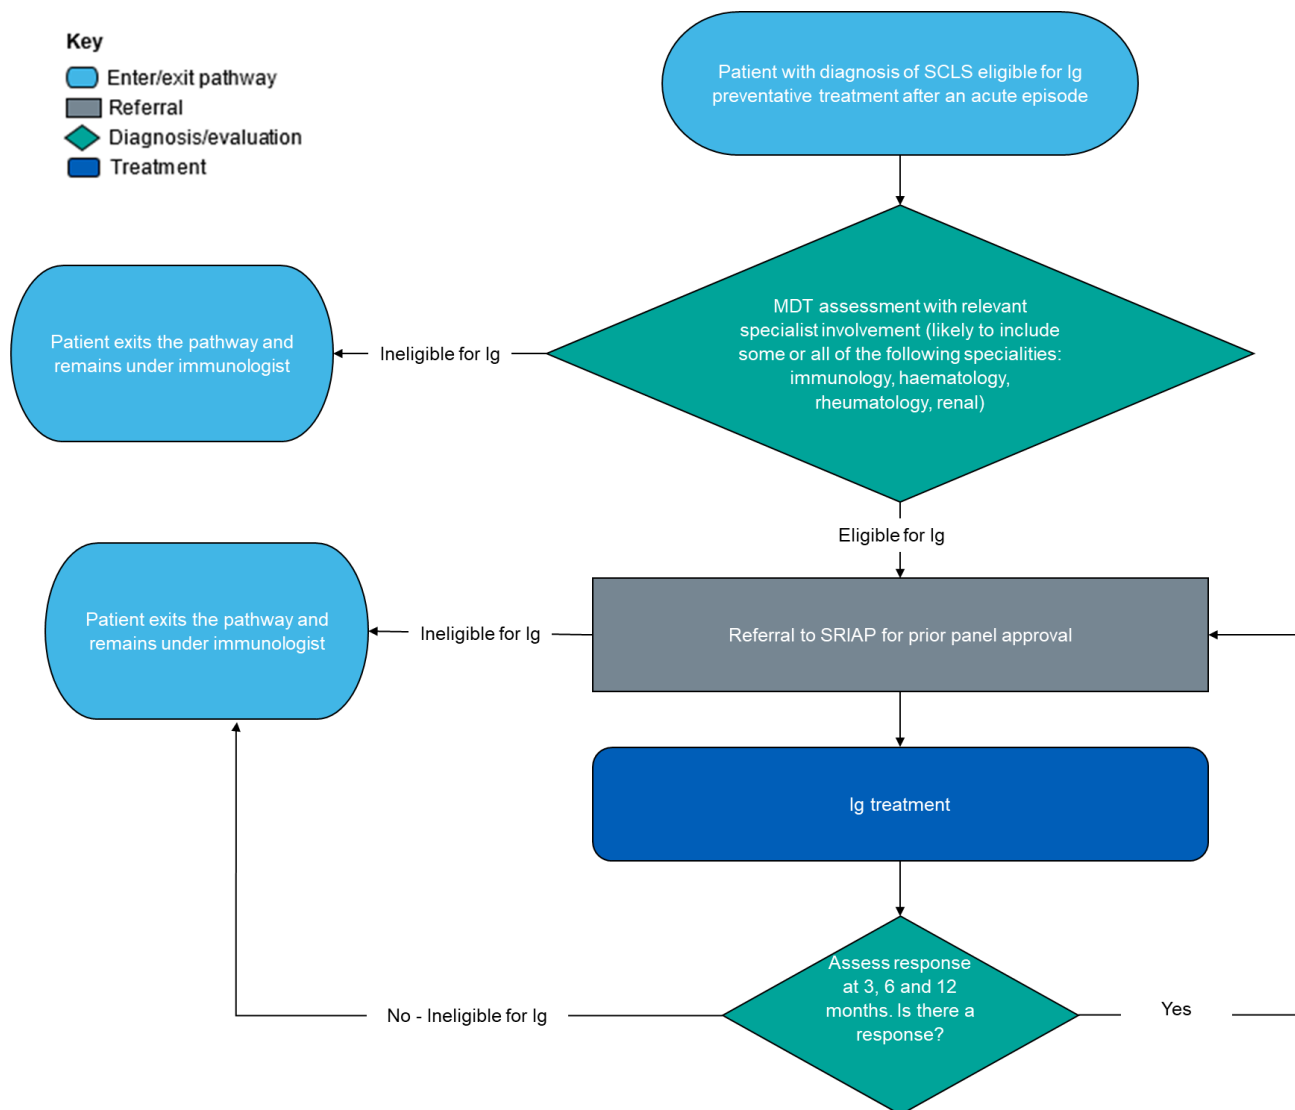 Key
Enter/exit pathway
Referral
Diagnosis/evaluation
Treatment
Patient with diagnosis of SCLS eligible for Ig
preventative treatment after an acute episode
MDT assessment with relevant
specialist involvement (likely to include
some or all of the following specialities:
immunology, haematology,
rheumatology, renal)
Ineligible for Ig
Patient exits the pathway and
remains under immunologist
Eligible for Ig
Referral to SRIAP for prior panel approval
Ineligible for Ig
Patient exits the pathway and
remains under immunologist
Ig treatment
Assess response
at 3, 6 and 12
months. Is there a
response?
No - Ineligible for Ig
Yes